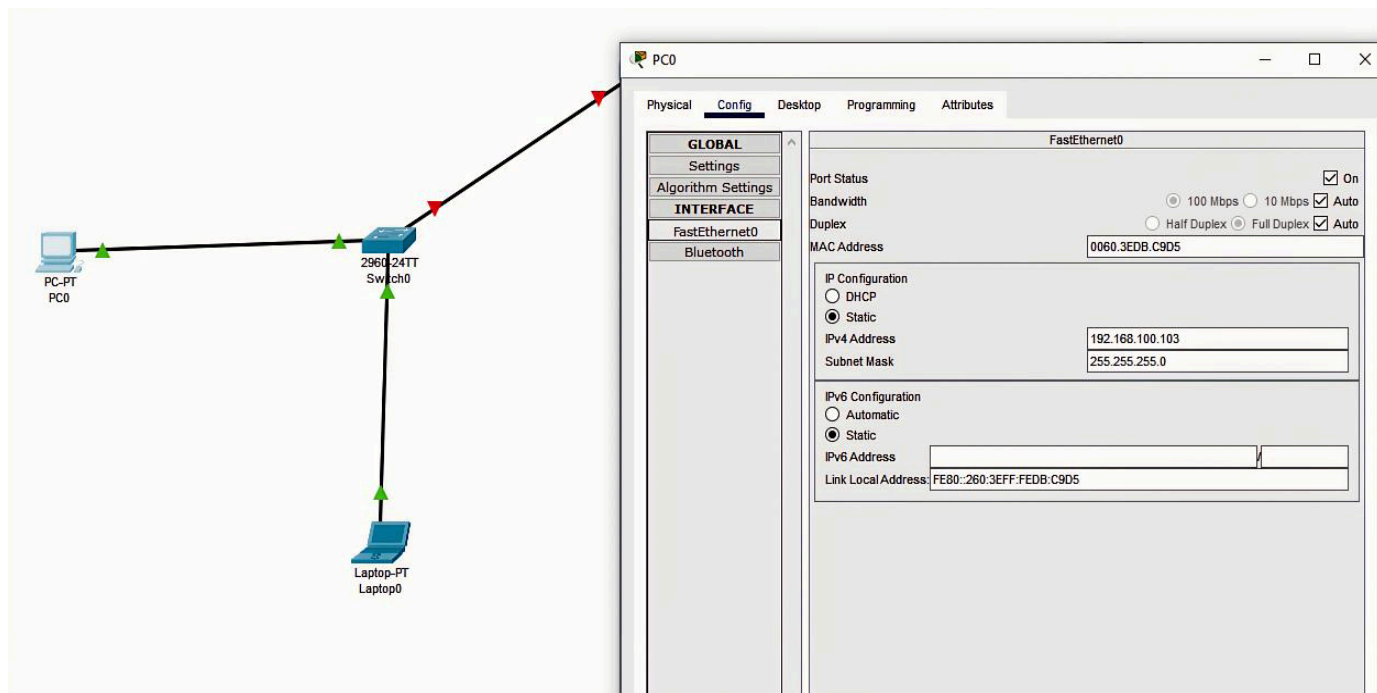 PC0
Physical Config Desktop Programming Attributes
GLOBAL
Settings
Algorithm Settings
INTERFACE
FastEthernet0
Bluetooth
FastEthernet0
Port Status On
Bandwidth 100 Mbps 10 Mbps Auto
Duplex Half Duplex Full Duplex Auto
MAC Address 0060.3EDB.C9D5
IP Configuration
DHCP
Static
IPv4 Address 192.168.100.103
Subnet Mask 255.255.255.0
IPv6 Configuration
Automatic
Static
IPv6 Address /
Link Local Address: FE80::260:3EFF:FEDB:C9D5
PC-PT
PC0
2960-24TT
Switch0
Laptop-PT
Laptop0